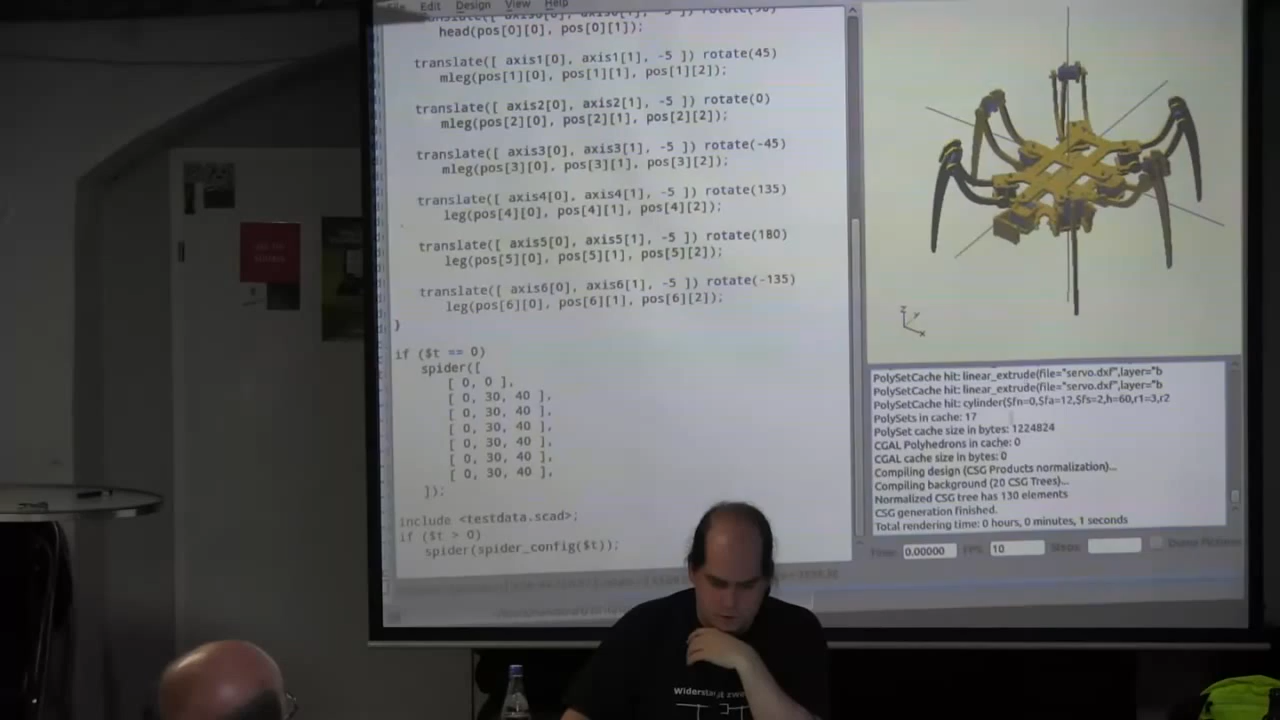 File Edit Design View Help
head(pos[0][0], pos[0][1]);
translate([ axis1[0], axis1[1], -5 ]) rotate(45)
mleg(pos[1][0], pos[1][1], pos[1][2]);
translate([ axis2[0], axis2[1], -5 ]) rotate(0)
mleg(pos[2][0], pos[2][1], pos[2][2]);
translate([ axis3[0], axis3[1], -5 ]) rotate(-45)
mleg(pos[3][0], pos[3][1], pos[3][2]);
translate([ axis4[0], axis4[1], -5 ]) rotate(135)
leg(pos[4][0], pos[4][1], pos[4][2]);
translate([ axis5[0], axis5[1], -5 ]) rotate(180)
leg(pos[5][0], pos[5][1], pos[5][2]);
translate([ axis6[0], axis6[1], -5 ]) rotate(-135)
leg(pos[6][0], pos[6][1], pos[6][2]);
}
if ($t == 0)
spider([
[ 0, 0 ],
[ 0, 30, 40 ],
[ 0, 30, 40 ],
[ 0, 30, 40 ],
[ 0, 30, 40 ],
[ 0, 30, 40 ],
[ 0, 30, 40 ],
]);
include <testdata.scad>;
if ($t > 0)
spider(spider_config($t));
z
y
x
PolySetCache hit: linear_extrude(file="servo.dxf",layer="b
PolySetCache hit: linear_extrude(file="servo.dxf",layer="b
PolySetCache hit: cylinder($fn=0,$fa=12,$fs=2,h=60,r1=3,r2
PolySets in cache: 17
PolySet cache size in bytes: 1224824
CGAL Polyhedrons in cache: 0
CGAL cache size in bytes: 0
Compiling design (CSG Products normalization)...
Compiling background (20 CSG Trees)...
Normalized CSG tree has 130 elements
CSG generation finished.
Total rendering time: 0 hours, 0 minutes, 1 seconds
Time: 0.00000 FPS: 10 Steps: Dump Pictures